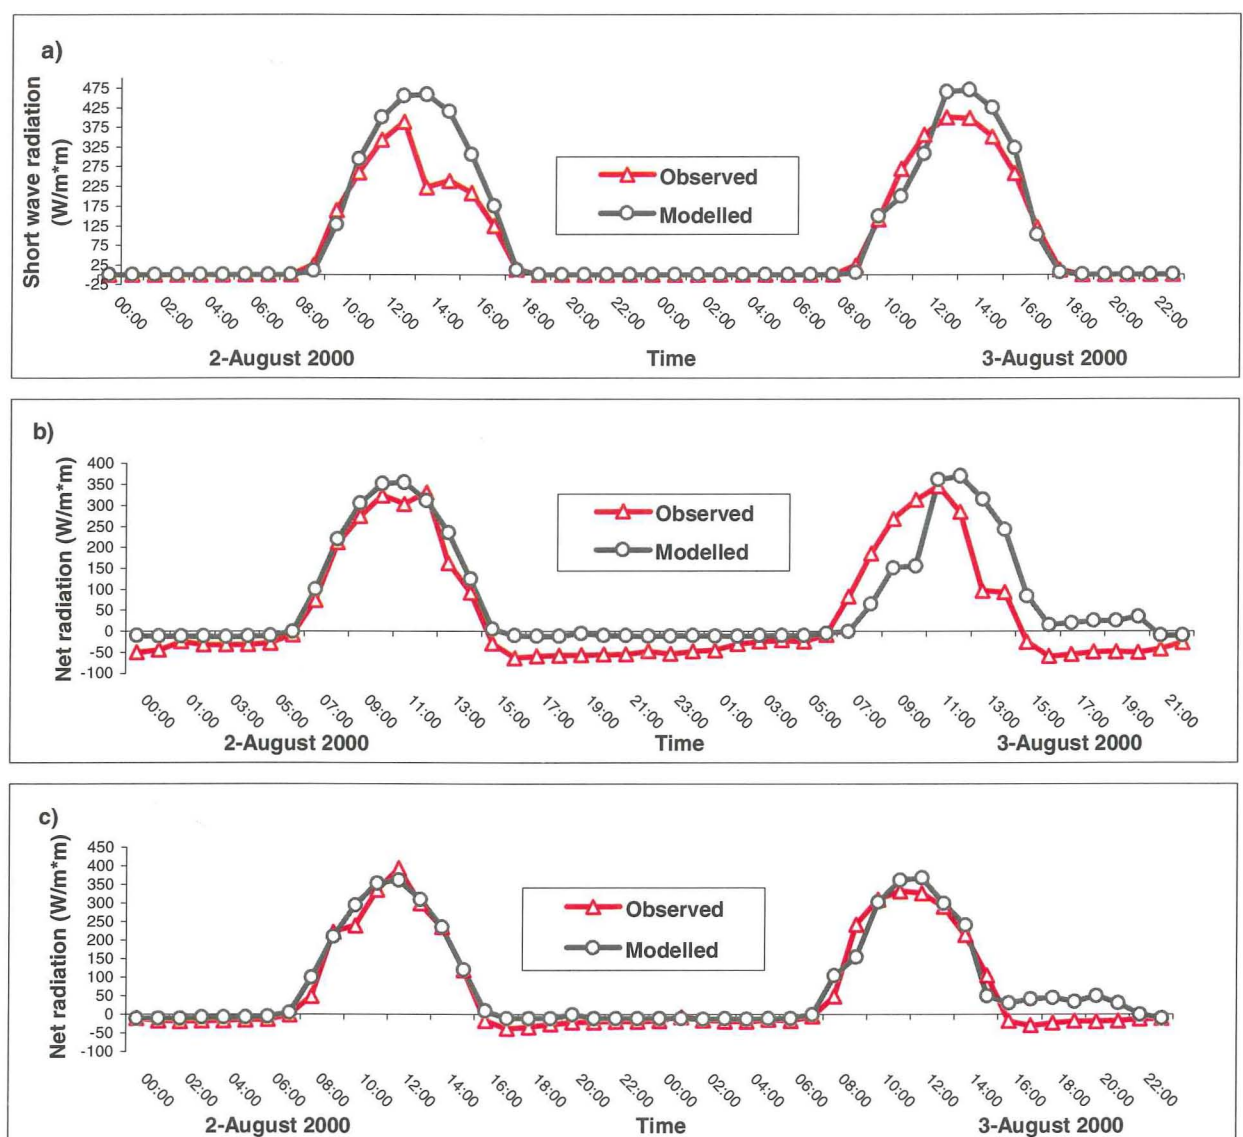 a)
Short wave radiation
(W/m*m)
475
425
375
325
275
225
175
125
75
25
-25
Observed
Modelled
00:00 02:00 04:00 06:00 08:00 10:00 12:00 14:00 16:00 18:00 20:00 22:00 00:00 02:00 04:00 06:00 08:00 10:00 12:00 14:00 16:00 18:00 20:00 22:00
2-August 2000 Time 3-August 2000
b)
Net radiation (W/m*m)
400
350
300
250
200
150
100
50
0
-50
-100
Observed
Modelled
00:00 01:00 03:00 05:00 07:00 09:00 11:00 13:00 15:00 17:00 19:00 21:00 23:00 01:00 03:00 05:00 07:00 09:00 11:00 13:00 15:00 17:00 19:00 21:00
2-August 2000 Time 3-August 2000
c)
Net radiation (W/m*m)
450
400
350
300
250
200
150
100
50
0
-50
-100
Observed
Modelled
00:00 02:00 04:00 06:00 08:00 10:00 12:00 14:00 16:00 18:00 20:00 22:00 00:00 02:00 04:00 06:00 08:00 10:00 12:00 14:00 16:00 18:00 20:00 22:00
2-August 2000 Time 3-August 2000